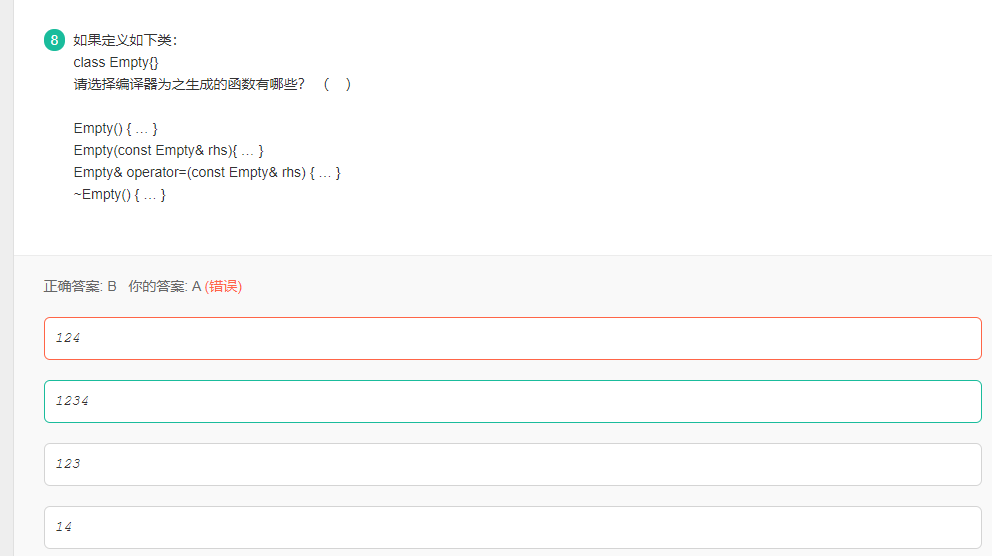 8 如果定义如下类：
class Empty{}
请选择编译器为之生成的函数有哪些？ （ ）
Empty() { … }
Empty(const Empty& rhs){ … }
Empty& operator=(const Empty& rhs) { … }
~Empty() { … }
正确答案: B 你的答案: A (错误)
124
1234
123
14